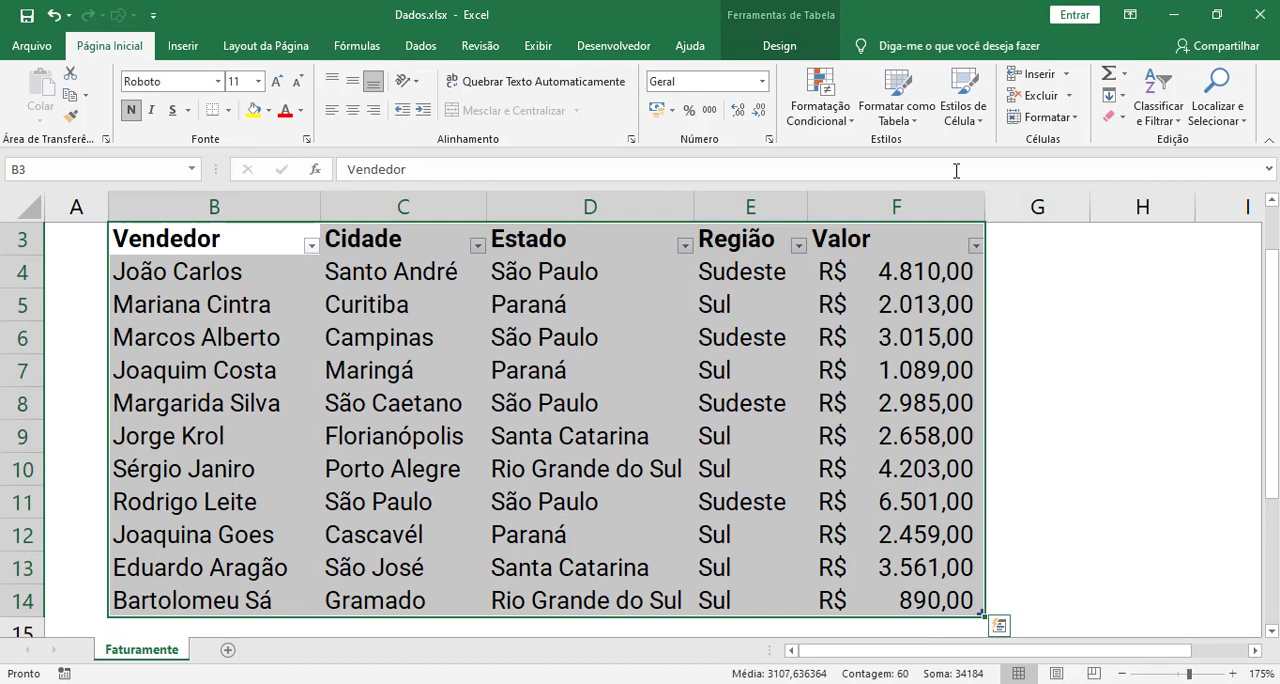 Dados.xlsx - Excel
Ferramentas de Tabela
Entrar
Arquivo Página Inicial Inserir Layout da Página Fórmulas Dados Revisão Exibir Desenvolvedor Ajuda Design Diga-me o que você deseja fazer Compartilhar
Colar
Área de Transferê...
Roboto 11
N I S
A
Fonte
Quebrar Texto Automaticamente
Mesclar e Centralizar
Alinhamento
Geral
% 000
Número
Formatação Condicional
Formatar como Tabela
Estilos de Célula
Estilos
Inserir
Excluir
Formatar
Células
Classificar e Filtrar
Localizar e Selecionar
Edição
B3 fx Vendedor
A B C D E F G H I
3 Vendedor Cidade Estado Região Valor
4 João Carlos Santo André São Paulo Sudeste R$ 4.810,00
5 Mariana Cintra Curitiba Paraná Sul R$ 2.013,00
6 Marcos Alberto Campinas São Paulo Sudeste R$ 3.015,00
7 Joaquim Costa Maringá Paraná Sul R$ 1.089,00
8 Margarida Silva São Caetano São Paulo Sudeste R$ 2.985,00
9 Jorge Krol Florianópolis Santa Catarina Sul R$ 2.658,00
10 Sérgio Janiro Porto Alegre Rio Grande do Sul Sul R$ 4.203,00
11 Rodrigo Leite São Paulo São Paulo Sudeste R$ 6.501,00
12 Joaquina Goes Cascavél Paraná Sul R$ 2.459,00
13 Eduardo Aragão São José Santa Catarina Sul R$ 3.561,00
14 Bartolomeu Sá Gramado Rio Grande do Sul Sul R$ 890,00
15
Faturamente
Pronto Média: 3107,636364 Contagem: 60 Soma: 34184 175%